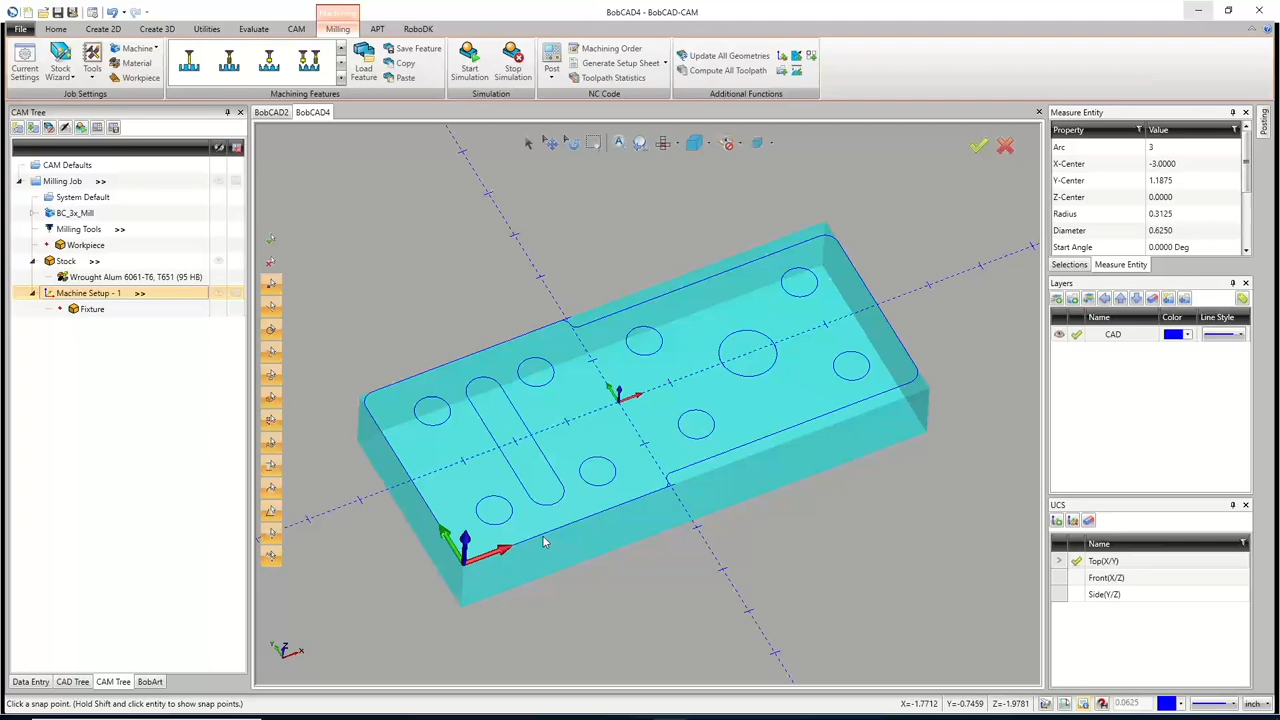 BobCAD4 - BobCAD-CAM
Machining
File Home Create 2D Create 3D Utilities Evaluate CAM Milling APT RoboDK
Current Settings
Stock Wizard
Tools
Machine
Material
Workpiece
Load Feature
Save Feature
Copy
Paste
Start Simulation
Stop Simulation
Post
Machining Order
Generate Setup Sheet
Toolpath Statistics
Update All Geometries
Compute All Toolpath
Job Settings
Machining Features
Simulation
NC Code
Additional Functions
CAM Tree
CAM Defaults
Milling Job >>
System Default
BC_3x_Mill
Milling Tools >>
Workpiece
Stock
Wrought Alum 6061-T6, T651 (95 HB)
Machine Setup - 1 >>
Fixture
Data Entry CAD Tree CAM Tree BobArt
BobCAD2 BobCAD4
Y Z X
Measure Entity
Property Value
Arc 3
X-Center -3.0000
Y-Center 1.1875
Z-Center 0.0000
Radius 0.3125
Diameter 0.6250
Start Angle 0.0000 Deg
Selections Measure Entity
Posting
Layers
Name Color Line Style
CAD
UCS
Name
Top(X/Y)
Front(X/Z)
Side(Y/Z)
Click a snap point. (Hold Shift and click entity to show snap points.)
X=-1.7712 Y=-0.7459 Z=-1.9781
0.0625
inch